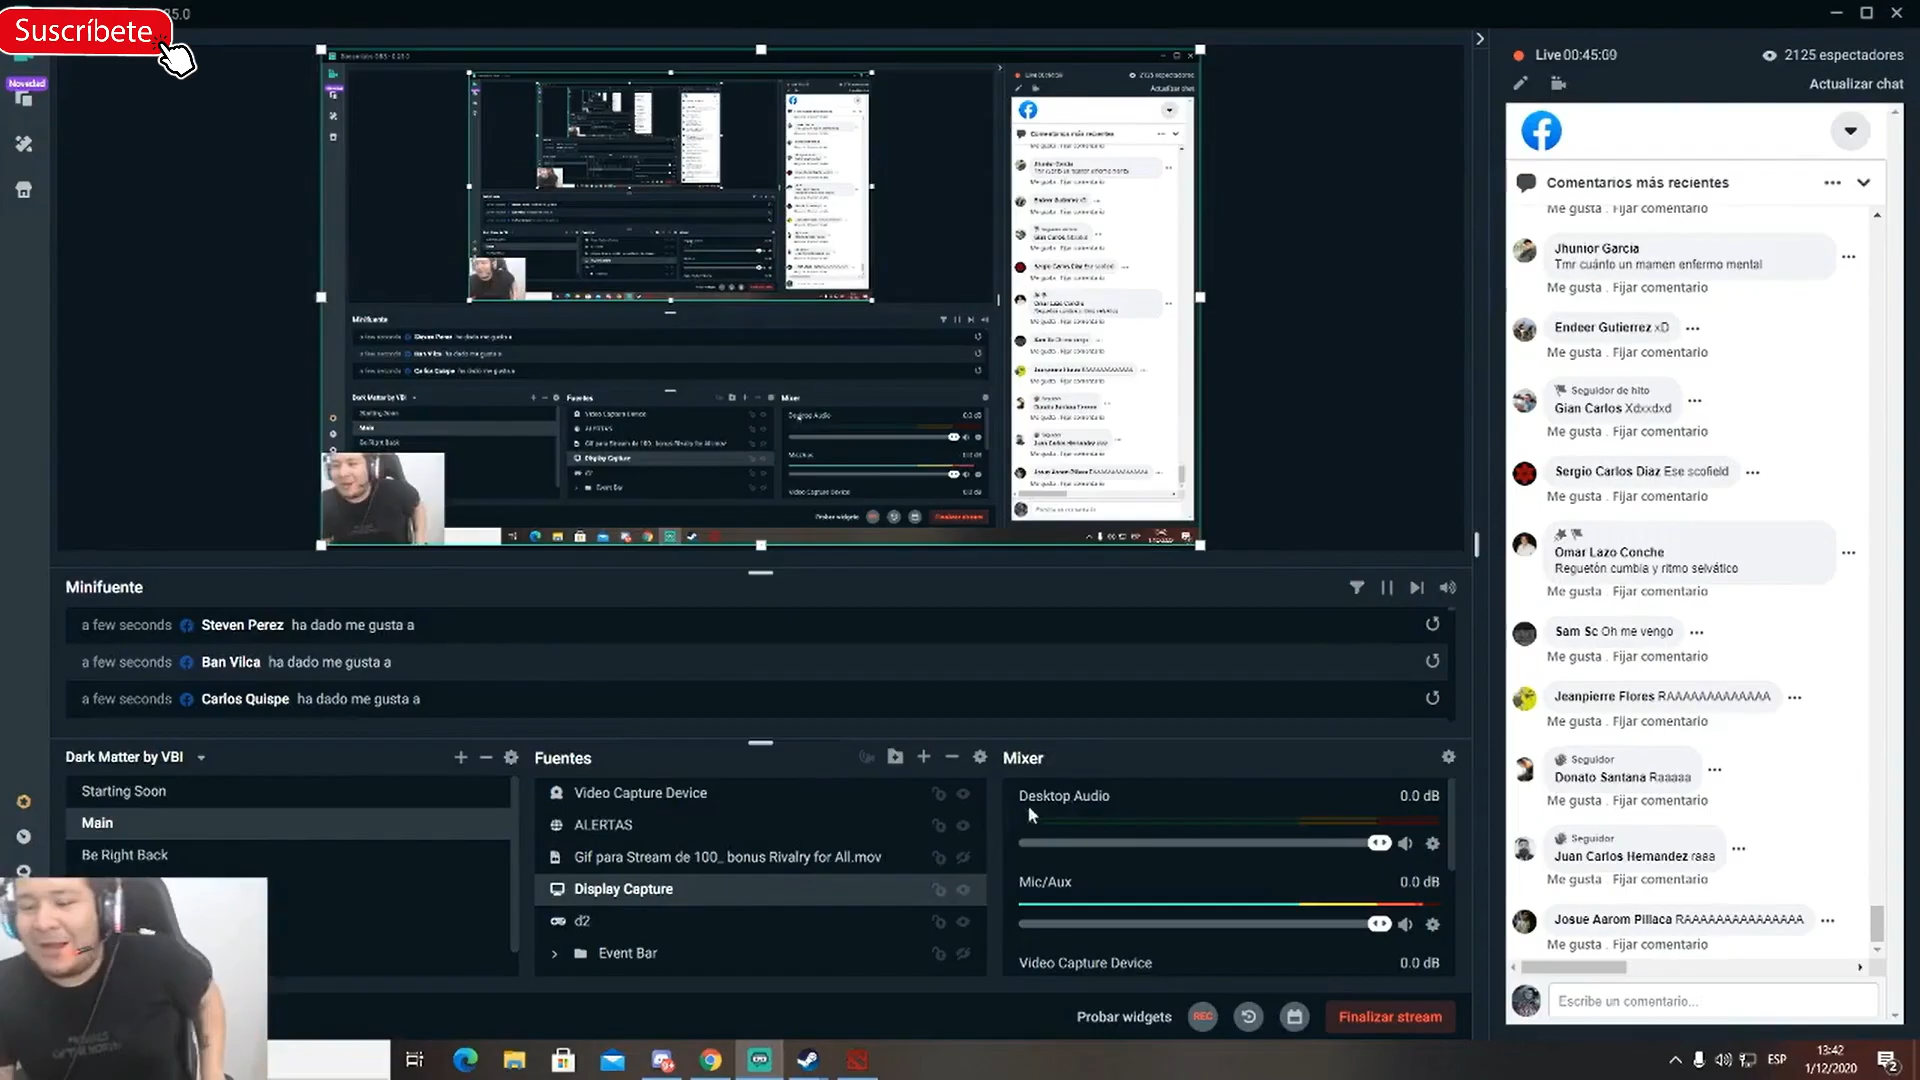 Suscríbete
Novedad
Live 00:45:09
2125 espectadores
Actualizar chat
Comentarios más recientes
Me gusta . Fijar comentario
Jhunior Garcia
Tmr cuánto un mamen enfermo mental
Me gusta . Fijar comentario
Endeer Gutierrez xD
Me gusta . Fijar comentario
Seguidor de hito
Gian Carlos Xdxxdxd
Me gusta . Fijar comentario
Sergio Carlos Diaz Ese scofield
Me gusta . Fijar comentario
Omar Lazo Conche
Reguetón cumbia y ritmo selvático
Me gusta . Fijar comentario
Sam Sc Oh me vengo
Me gusta . Fijar comentario
Jeanpierre Flores RAAAAAAAAAAAAA
Me gusta . Fijar comentario
Seguidor
Donato Santana Raaaaa
Me gusta . Fijar comentario
Seguidor
Juan Carlos Hernandez raaa
Me gusta . Fijar comentario
Josue Aarom Pillaca RAAAAAAAAAAAAAAA
Me gusta . Fijar comentario
Escribe un comentario...
Minifuente
a few seconds Steven Perez ha dado me gusta a
a few seconds Ban Vilca ha dado me gusta a
a few seconds Carlos Quispe ha dado me gusta a
Dark Matter by VBI
Starting Soon
Main
Be Right Back
Fuentes
Video Capture Device
ALERTAS
Gif para Stream de 100_ bonus Rivalry for All.mov
Display Capture
d2
Event Bar
Mixer
Desktop Audio 0.0 dB
Mic/Aux 0.0 dB
Video Capture Device 0.0 dB
Probar widgets
REC
Finalizar stream
ESP
13:42
1/12/2020
2